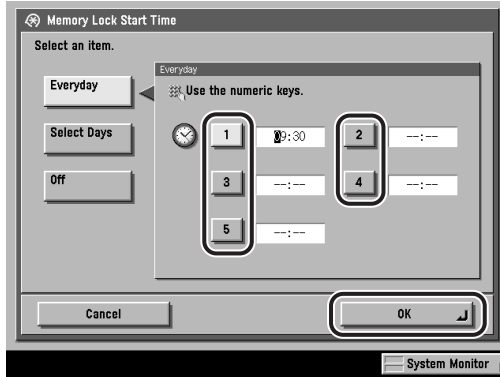 Memory Lock Start Time
Select an item.
Everyday
Everyday
Use the numeric keys.
1 09:30 2 --:--
Select Days
3 --:-- 4 --:--
Off
5 --:--
Cancel OK
System Monitor